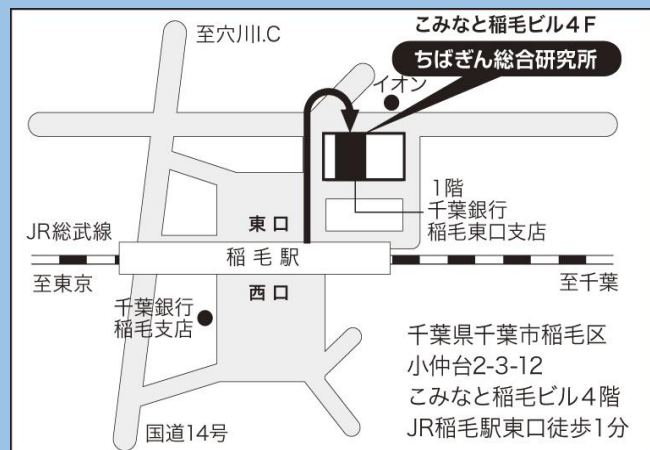 至穴川I.C
こみなと稲毛ビル４F
ちばぎん総合研究所
イオン
1階
千葉銀行
稲毛東口支店
東口
JR総武線
稲毛駅
至東京
西口
至千葉
千葉銀行
稲毛支店
国道14号
千葉県千葉市稲毛区
小仲台2-3-12
こみなと稲毛ビル４階
JR稲毛駅東口徒歩1分